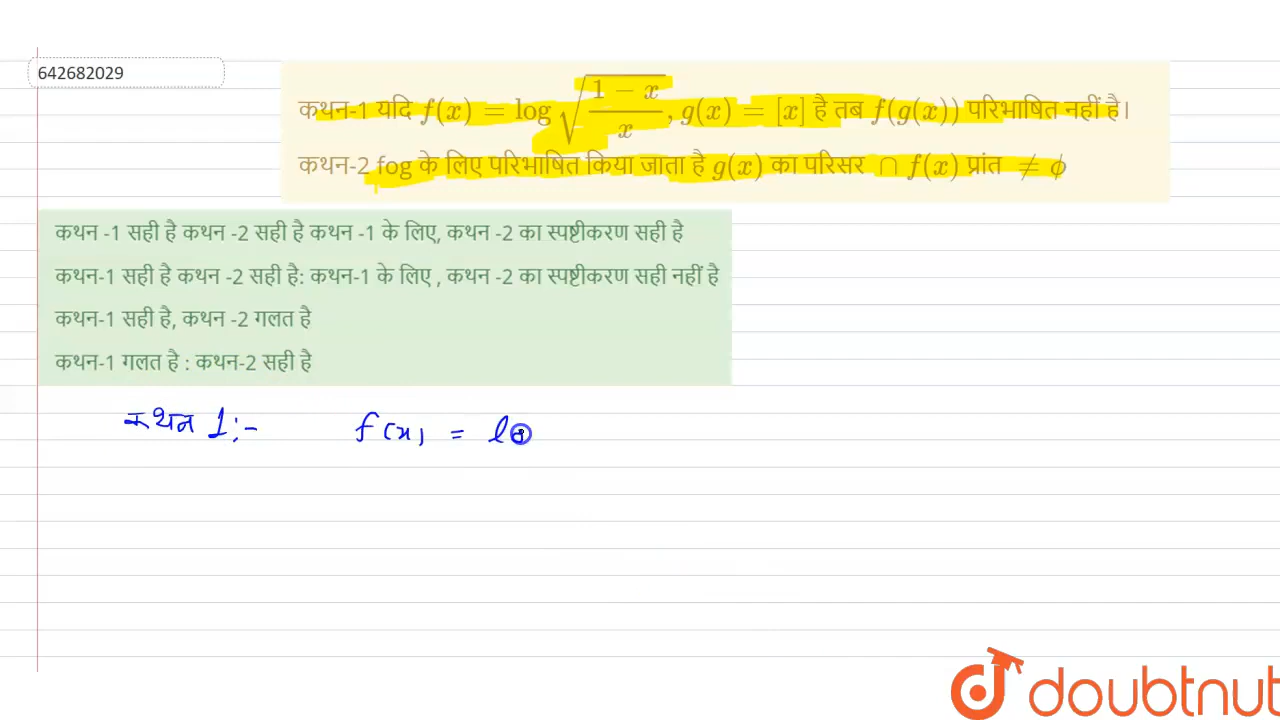 642682029
कथन-1 यदि f(x) = log √((1 − x)/x), g(x) = [x] है तब f(g(x)) परिभाषित नहीं है।
कथन-2 fog के लिए परिभाषित किया जाता है g(x) का परिसर ∩ f(x) प्रांत ≠ ϕ
कथन -1 सही है कथन -2 सही है कथन -1 के लिए, कथन -2 का स्पष्टीकरण सही है
कथन-1 सही है कथन -2 सही है: कथन-1 के लिए , कथन -2 का स्पष्टीकरण सही नहीं है
कथन-1 सही है, कथन -2 गलत है
कथन-1 गलत है : कथन-2 सही है
कथन 1:- f(x) = lo
doubtnut